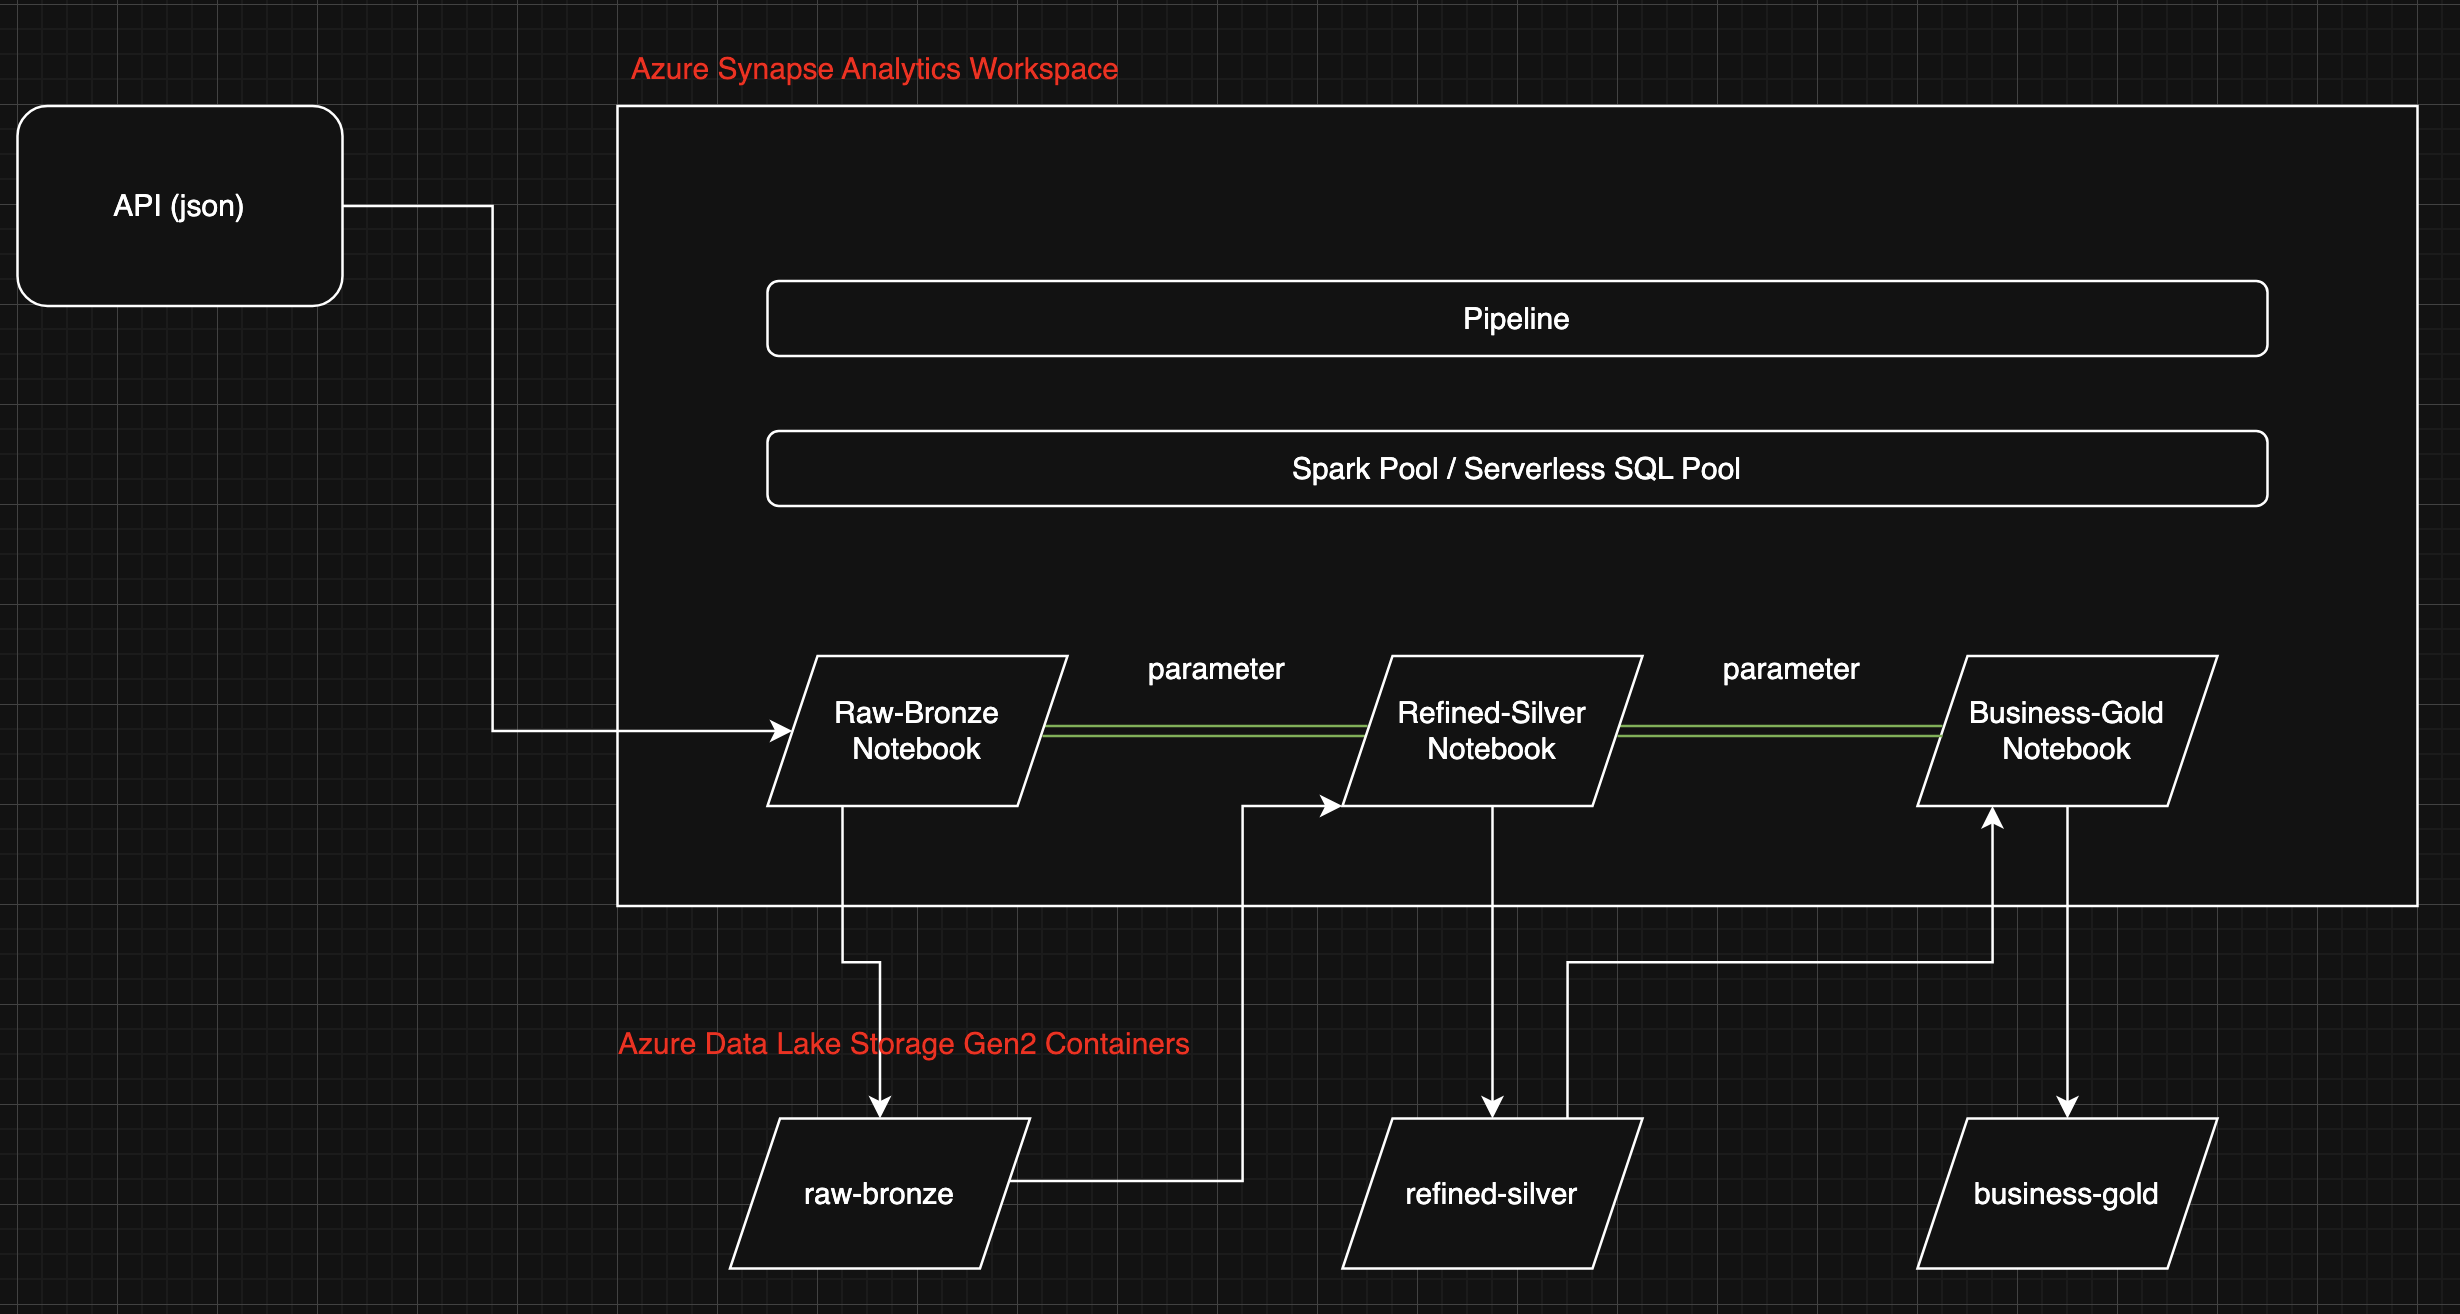 Azure Synapse Analytics Workspace
API (json)
Pipeline
Spark Pool / Serverless SQL Pool
Raw-Bronze
Notebook
parameter
Refined-Silver
Notebook
parameter
Business-Gold
Notebook
Azure Data Lake Storage Gen2 Containers
raw-bronze
refined-silver
business-gold